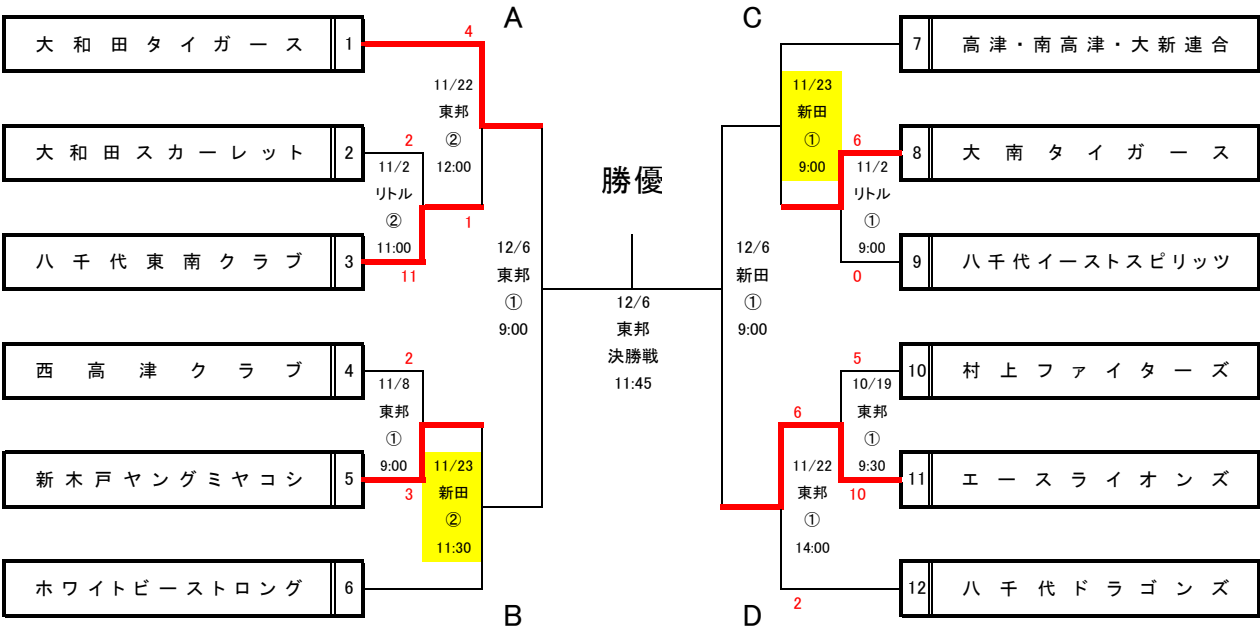 A
C
大和田タイガース 1
4
11/22
東邦
②
12:00
大和田スカーレット 2
2
11/2
リトル
②
11:00
八千代東南クラブ 3
11
1
12/6
東邦
①
9:00
西高津クラブ 4
2
11/8
東邦
①
9:00
新木戸ヤングミヤコシ 5
3
11/23
新田
②
11:30
ホワイトビーストロング 6
B
勝優
12/6
東邦
決勝戦
11:45
7 高津・南高津・大新連合
11/23
新田
①
9:00
6
8 大南タイガース
11/2
リトル
①
9:00
0
9 八千代イーストスピリッツ
12/6
新田
①
9:00
5
10 村上ファイターズ
10/19
東邦
①
9:30
10
11 エースライオンズ
6
11/22
東邦
①
14:00
2
12 八千代ドラゴンズ
D